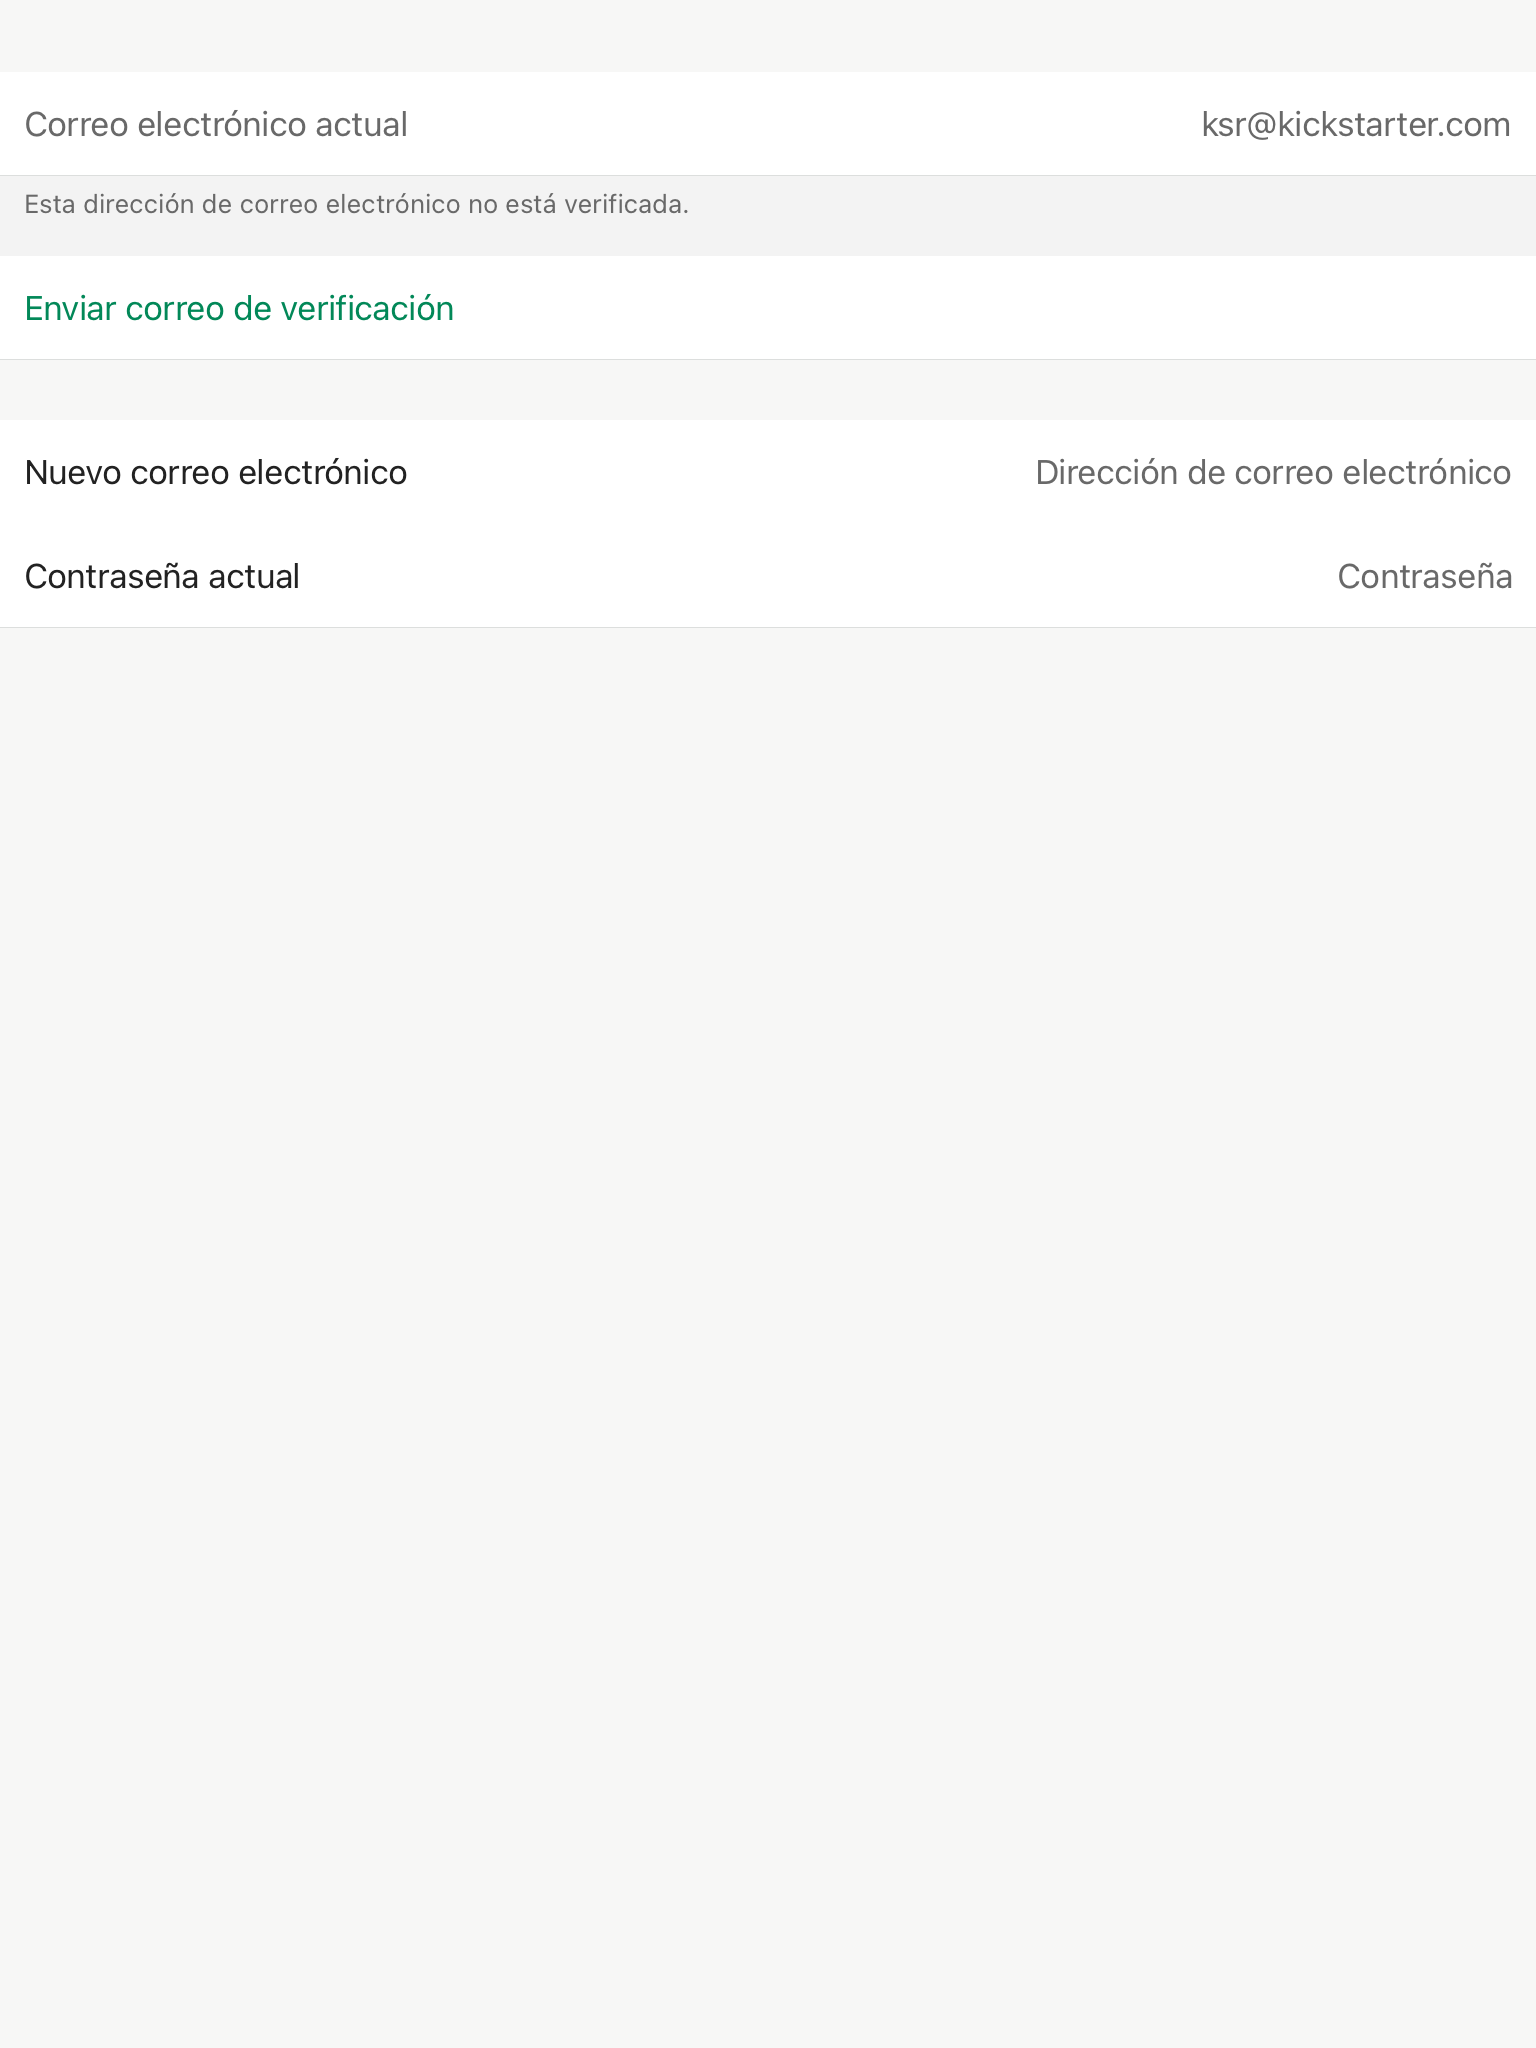 Correo electrónico actual ksr@kickstarter.com
Esta dirección de correo electrónico no está verificada.
Enviar correo de verificación
Nuevo correo electrónico Dirección de correo electrónico
Contraseña actual Contraseña